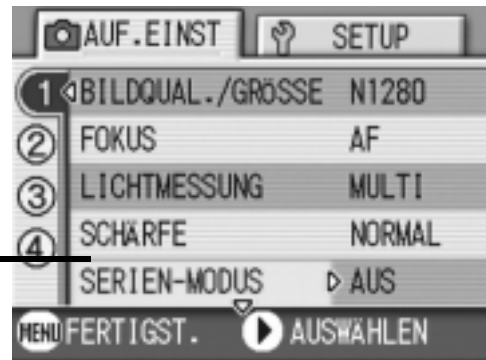 AUF.EINST SETUP
1 BILDQUAL./GRÖSSE N1280
2 FOKUS AF
3 LICHTMESSUNG MULTI
4 SCHÄRFE NORMAL
SERIEN-MODUS AUS
MENU FERTIGST. AUSWÄHLEN